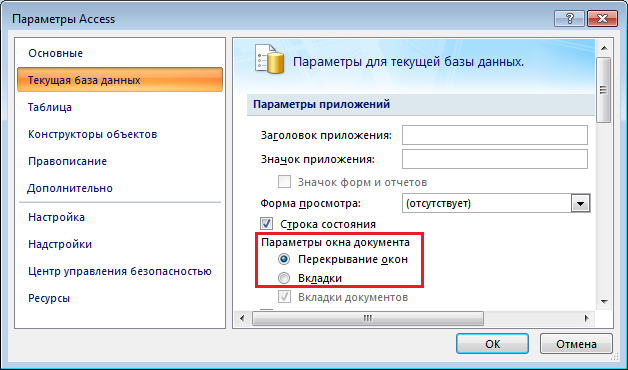 Параметры Access
Основные
Текущая база данных
Таблица
Конструкторы объектов
Правописание
Дополнительно
Настройка
Надстройки
Центр управления безопасностью
Ресурсы
Параметры для текущей базы данных.
Параметры приложений
Заголовок приложения:
Значок приложения:
Значок форм и отчетов
Форма просмотра: (отсутствует)
Строка состояния
Параметры окна документа
Перекрывание окон
Вкладки
Вкладки документов
ОК Отмена